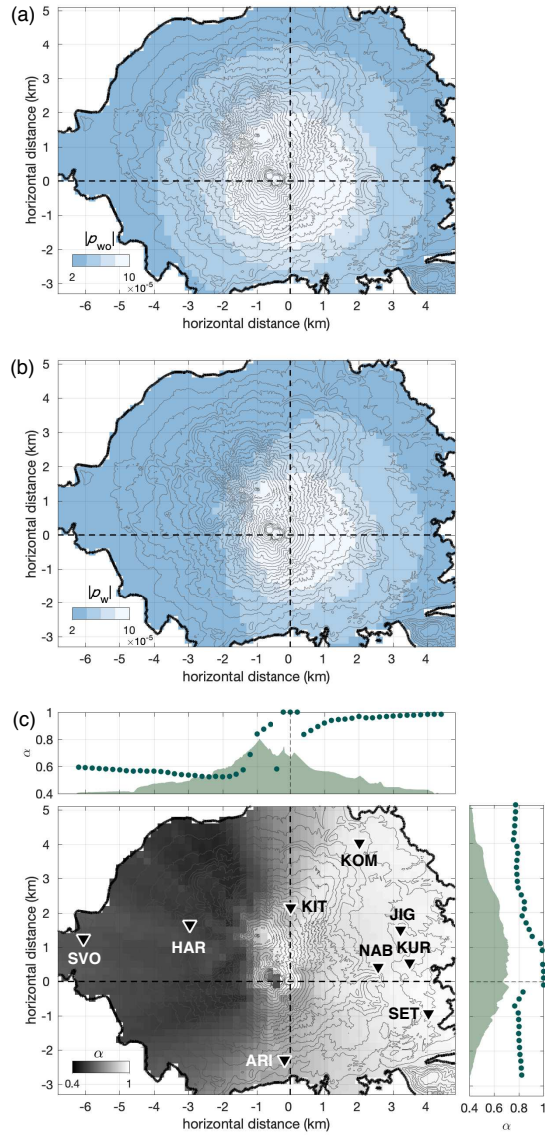 (a)
5
4
3
2
1
0
-1
-2
-3
horizontal distance (km)
|p_wo|
2 10
×10⁻⁵
-6 -5 -4 -3 -2 -1 0 1 2 3 4
horizontal distance (km)
(b)
5
4
3
2
1
0
-1
-2
-3
horizontal distance (km)
|p_w|
2 10
×10⁻⁵
-6 -5 -4 -3 -2 -1 0 1 2 3 4
horizontal distance (km)
(c)
1
0.8
0.6
0.4
α
5
4
3
2
1
0
-1
-2
-3
horizontal distance (km)
KOM
KIT
JIG
HAR
KUR
NAB
SVO
SET
ARI
α
0.4 1
-6 -5 -4 -3 -2 -1 0 1 2 3 4
horizontal distance (km)
0.4 0.6 0.8 1
α